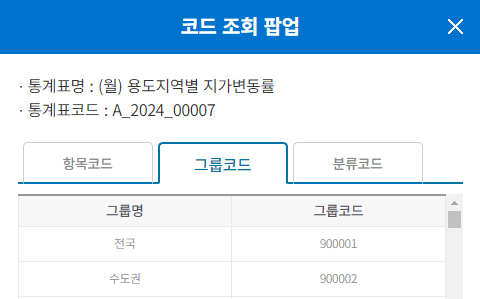 코드 조회 팝업
· 통계표명 : (월) 용도지역별 지가변동률
· 통계표코드 : A_2024_00007
항목코드 그룹코드 분류코드
그룹명 그룹코드
전국 900001
수도권 900002